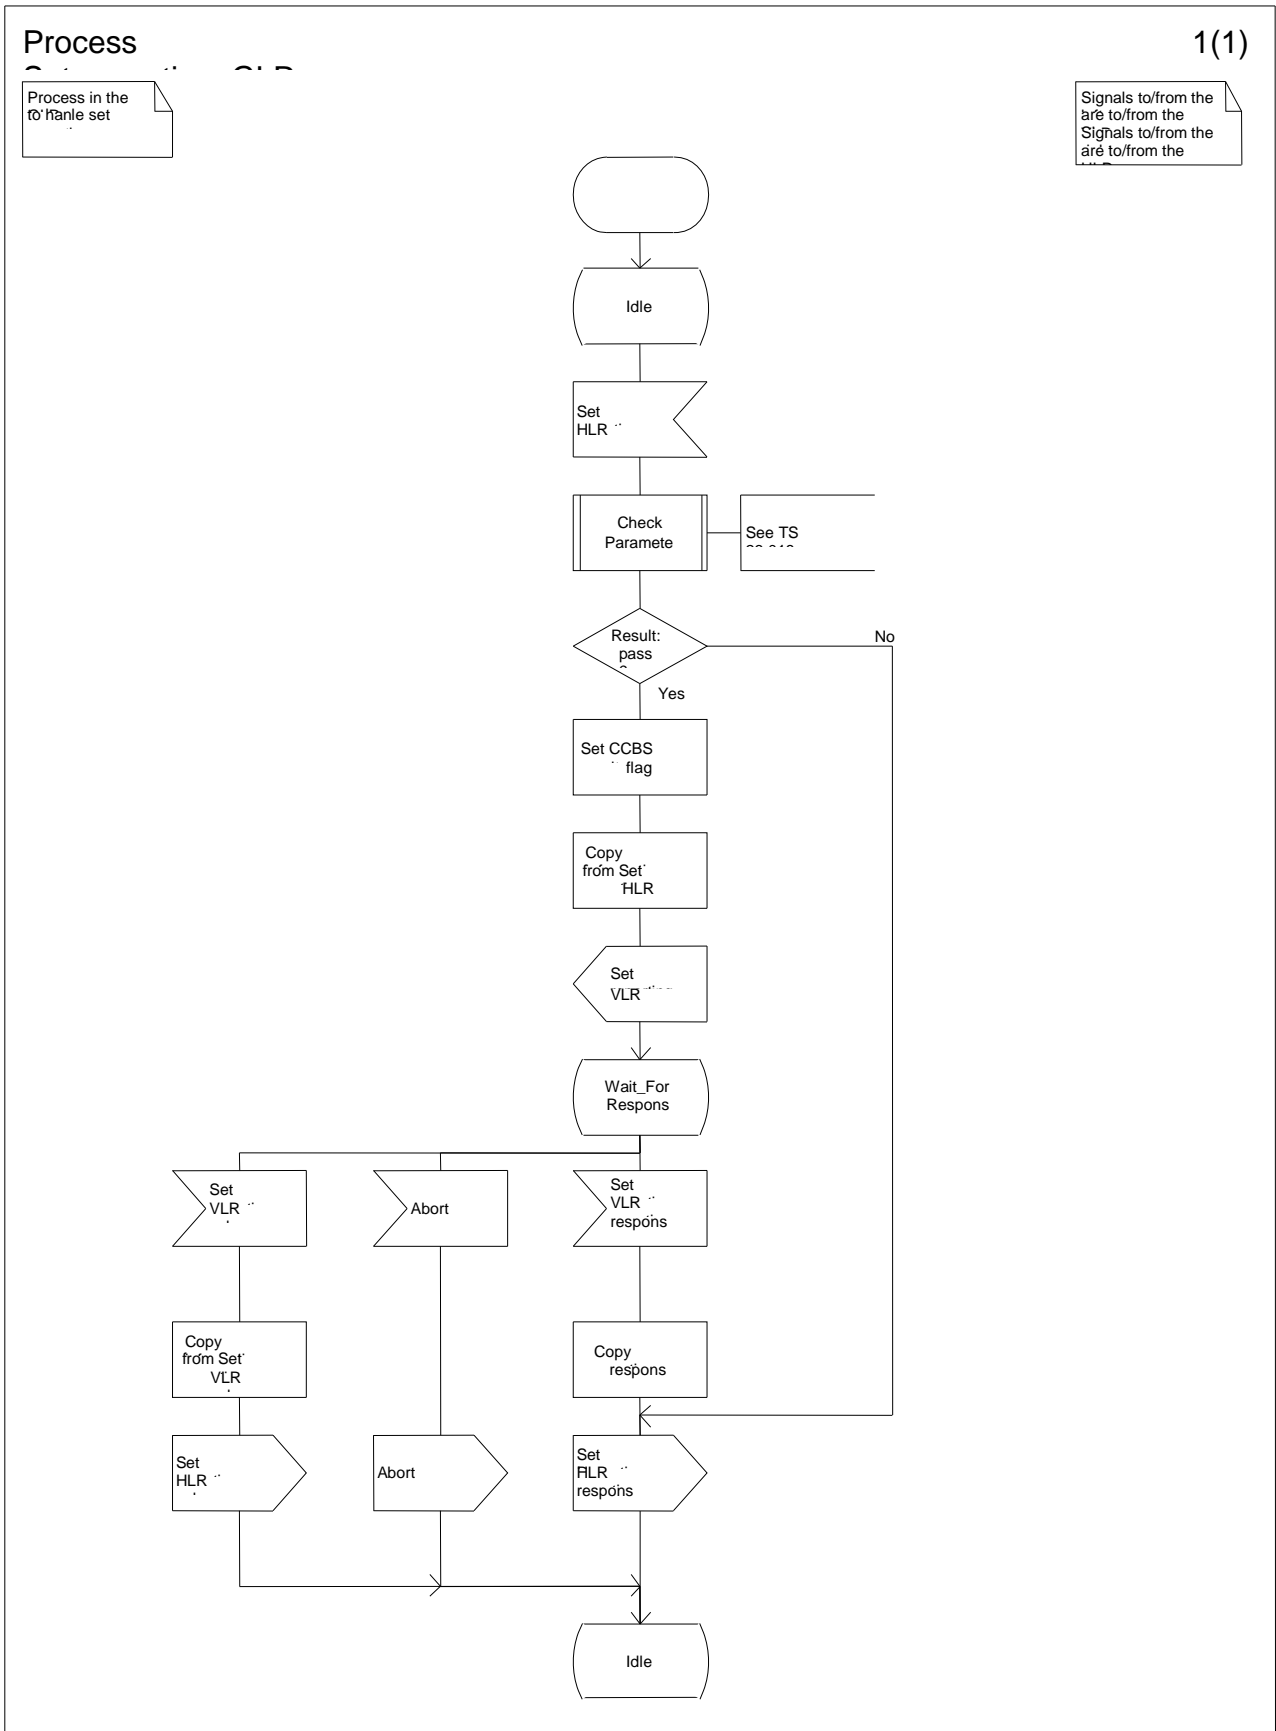 Process
1(1)
Process in the
to hanle set
Signals to/from the
are to/from the
Signals to/from the
are to/from the
Idle
Set
HLR
Check
Paramete
See TS
Result:
pass
No
Yes
Set CCBS
flag
Copy
from Set
HLR
Set
VLR
Wait_For
Respons
Set
VLR
Abort
Set
VLR
respons
Copy
from Set
VLR
Copy
respons
Set
HLR
Abort
Set
HLR
respons
Idle